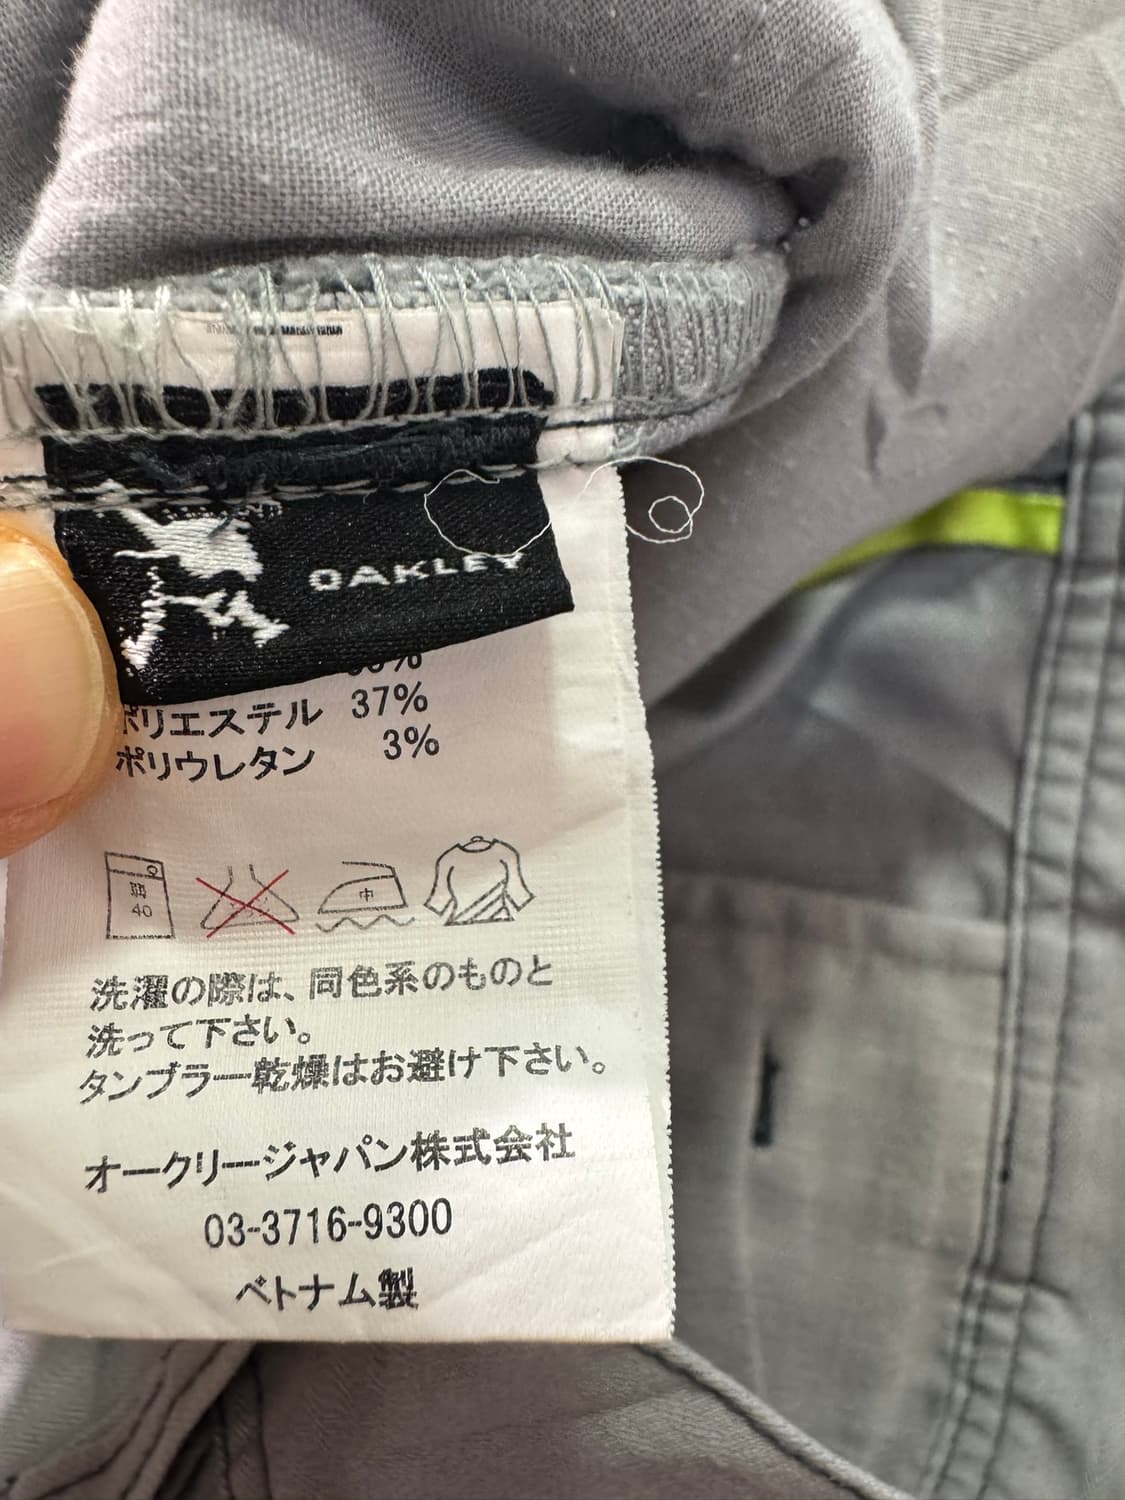 OAKLEY
ポリエステル 37%
ポリウレタン 3%
40
中
洗濯の際は、同色系のものと
洗って下さい。
タンブラー乾燥はお避け下さい。
オークリージャパン株式会社
03-3716-9300
ベトナム製